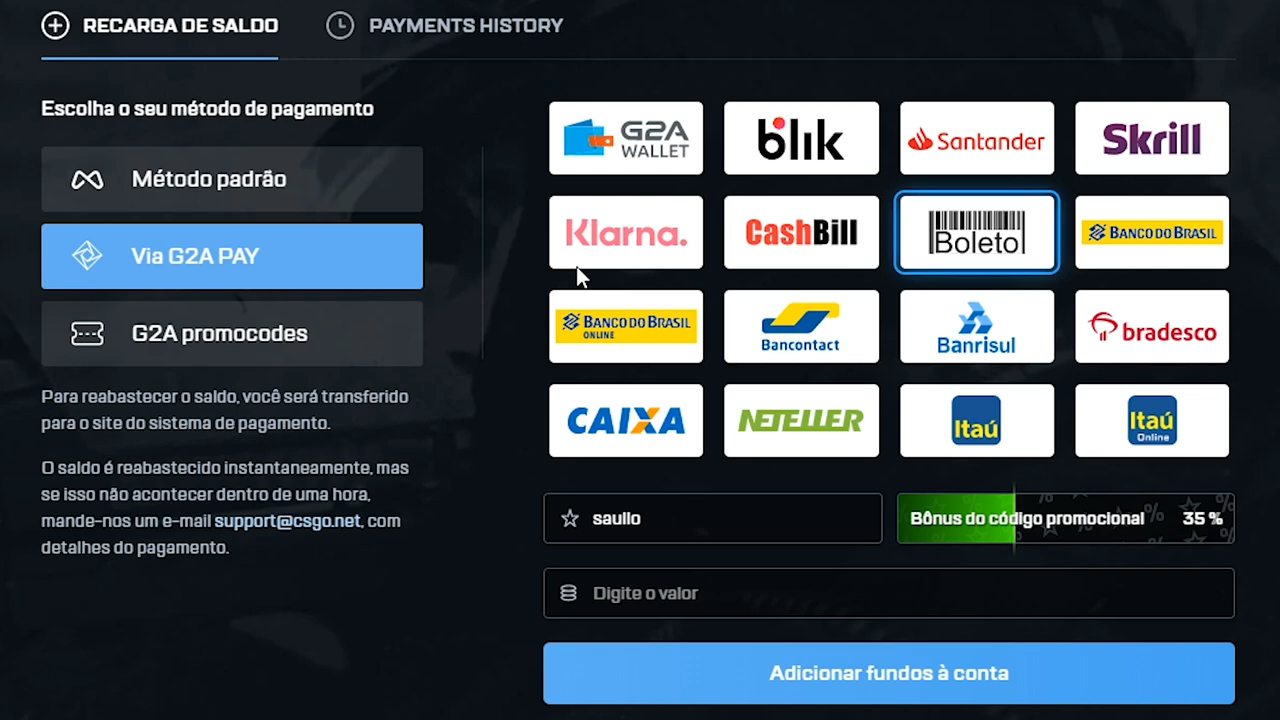 RECARGA DE SALDO
PAYMENTS HISTORY
Escolha o seu método de pagamento
Método padrão
Via G2A PAY
G2A promocodes
Para reabastecer o saldo, você será transferido
para o site do sistema de pagamento.
O saldo é reabastecido instantaneamente, mas
se isso não acontecer dentro de uma hora,
mande-nos um e-mail support@csgo.net, com
detalhes do pagamento.
G2A
WALLET
blik
Santander
Skrill
Klarna.
CashBill
Boleto
BANCO DO BRASIL
BANCO DO BRASIL
ONLINE
Bancontact
Banrisul
bradesco
CAIXA
NETELLER
Itaú
Itaú
Online
saullo
Bônus do código promocional
35 %
Digite o valor
Adicionar fundos à conta